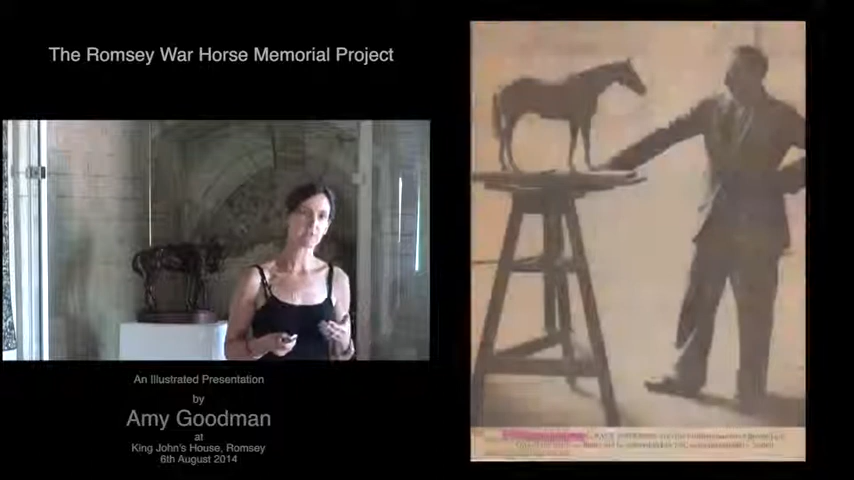 The Romsey War Horse Memorial Project
An Illustrated Presentation
by
Amy Goodman
at
King John's House, Romsey
6th August 2014